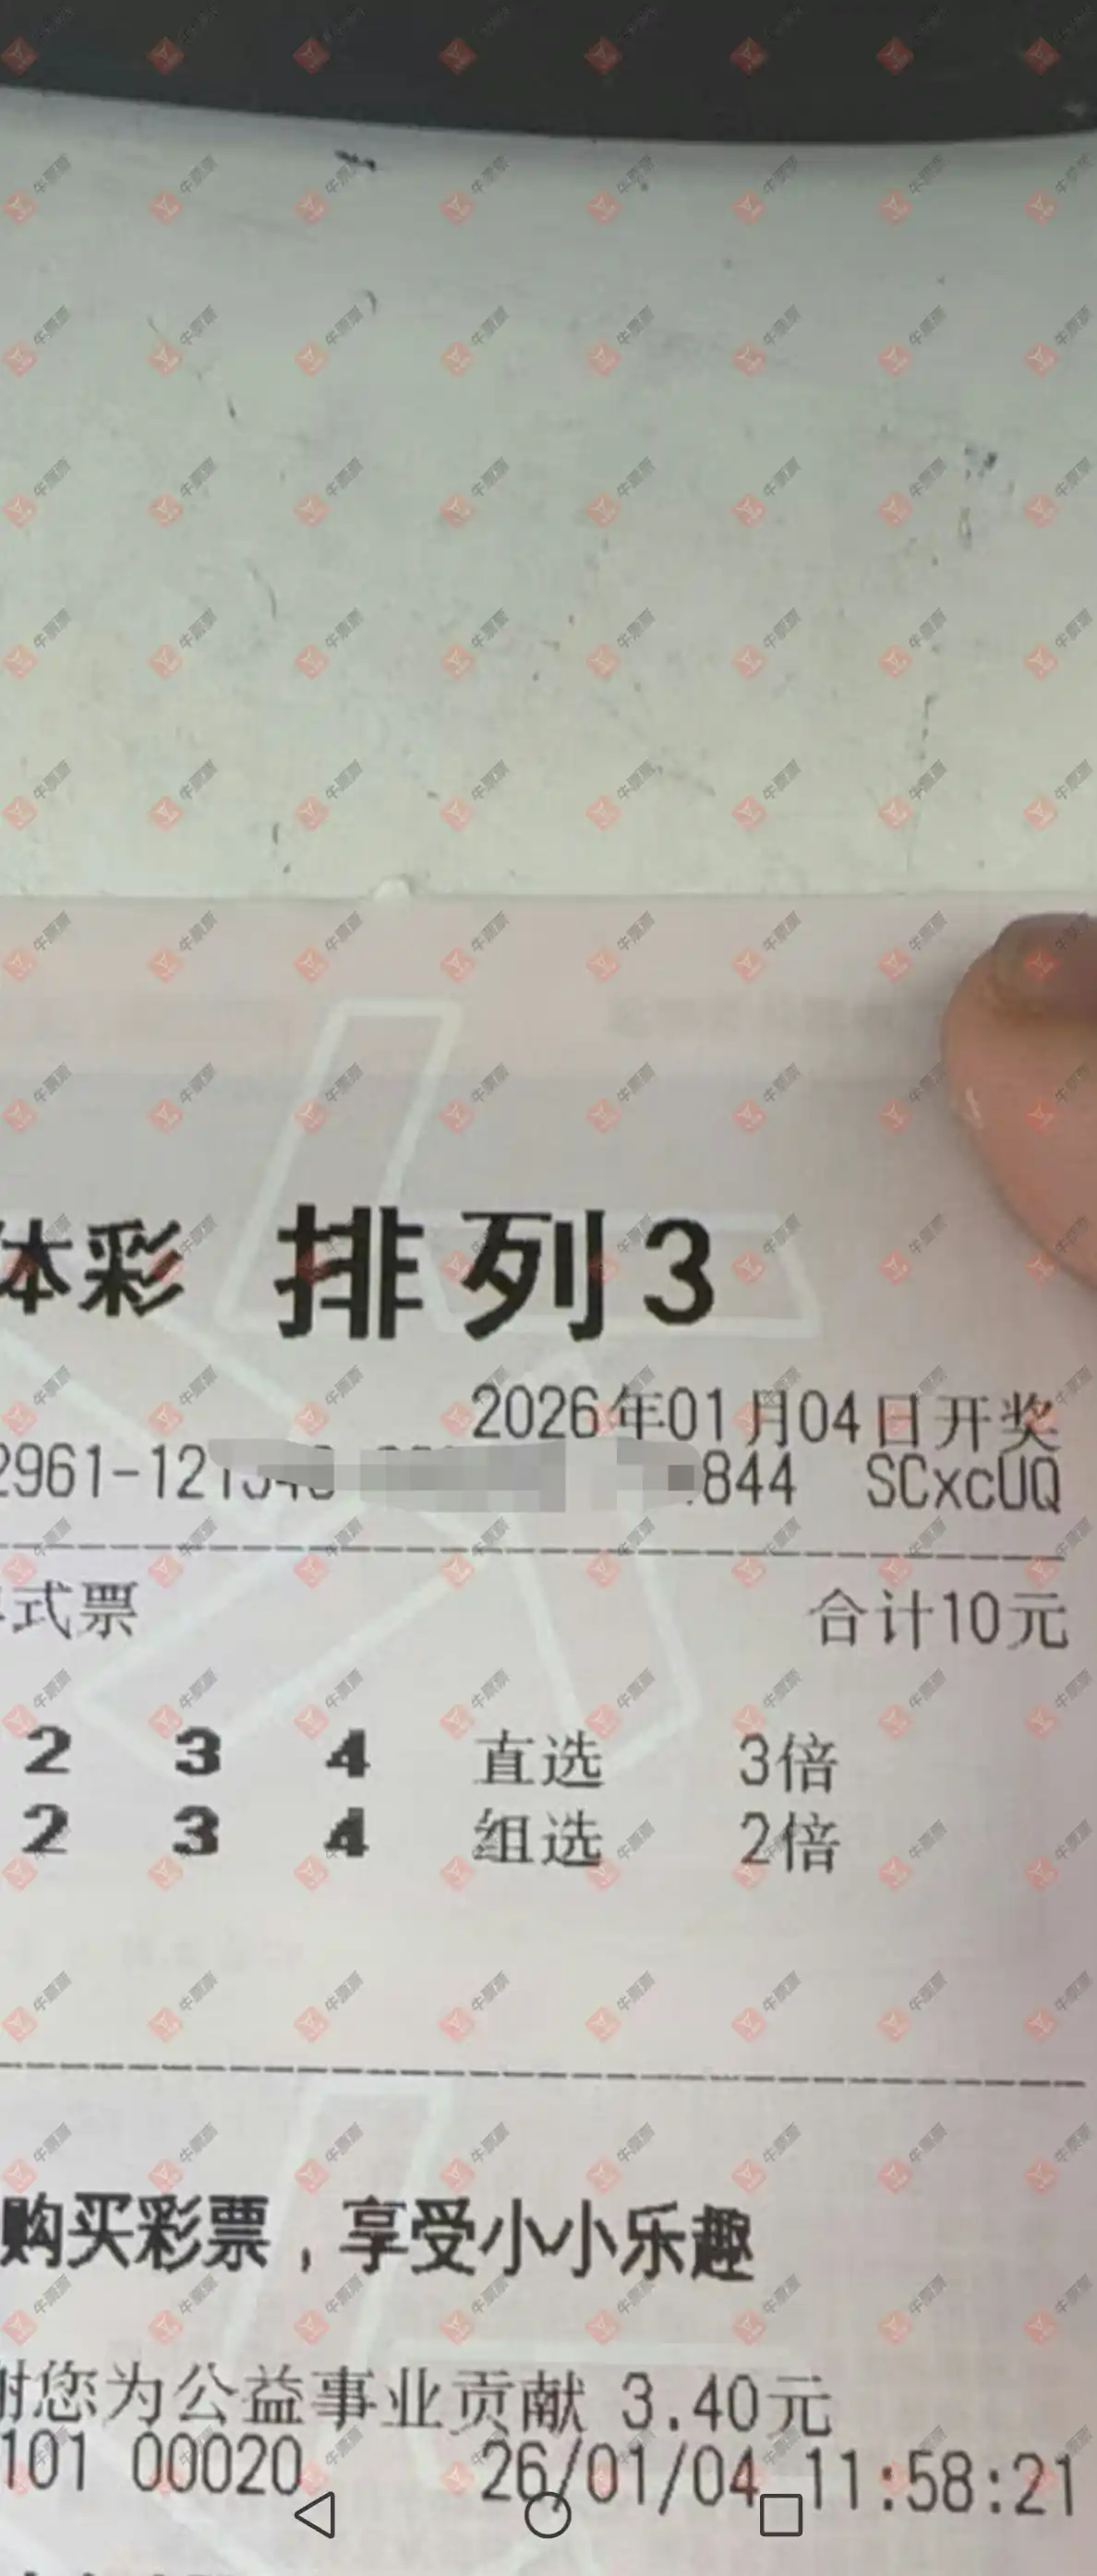 体彩 排列3
2026年01月04日开奖
2961-121 844 SCxcUQ
式票 合计10元
2 3 4 直选 3倍
2 3 4 组选 2倍
购买彩票，享受小小乐趣
谢您为公益事业贡献 3.40元
101 00020 26/01/04 11:58:21